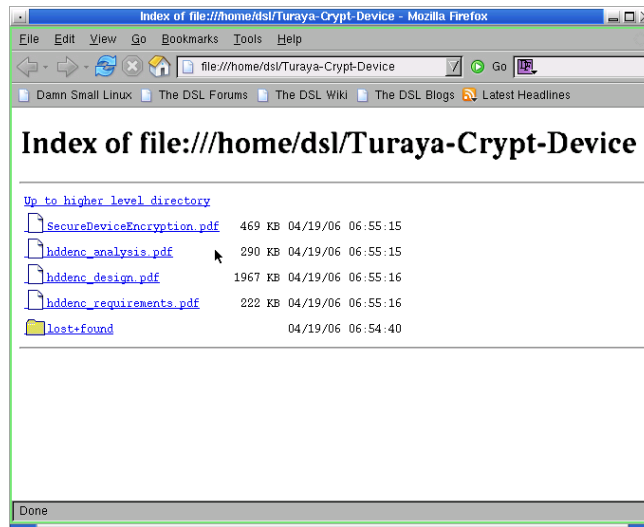 Index of file:///home/dsl/Turaya-Crypt-Device - Mozilla Firefox
File Edit View Go Bookmarks Tools Help
file:///home/dsl/Turaya-Crypt-Device Go
Damn Small Linux The DSL Forums The DSL Wiki The DSL Blogs Latest Headlines
Index of file:///home/dsl/Turaya-Crypt-Device
Up to higher level directory
SecureDeviceEncryption.pdf 469 KB 04/19/06 06:55:15
hddenc_analysis.pdf 290 KB 04/19/06 06:55:15
hddenc_design.pdf 1967 KB 04/19/06 06:55:16
hddenc_requirements.pdf 222 KB 04/19/06 06:55:16
lost+found 04/19/06 06:54:40
Done